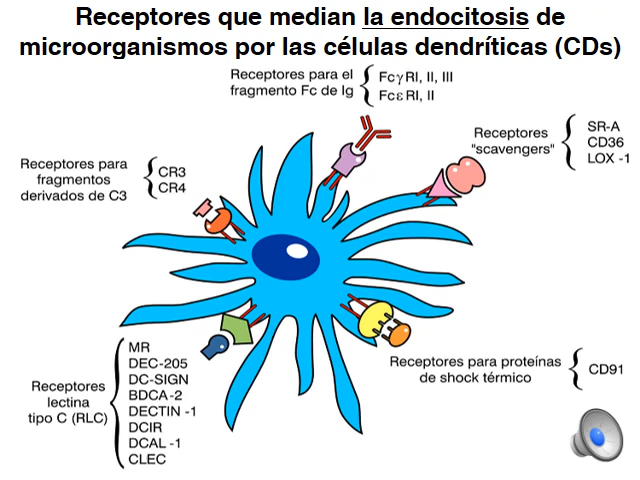 Receptores que median la endocitosis de
microorganismos por las células dendríticas (CDs)
Receptores para el
fragmento Fc de Ig
FcγRI, II, III
FcεRI, II
Receptores
"scavengers"
SR-A
CD36
LOX -1
Receptores para
fragmentos
derivados de C3
CR3
CR4
Receptores
lectina
tipo C (RLC)
MR
DEC-205
DC-SIGN
BDCA-2
DECTIN -1
DCIR
DCAL -1
CLEC
Receptores para proteínas
de shock térmico
CD91